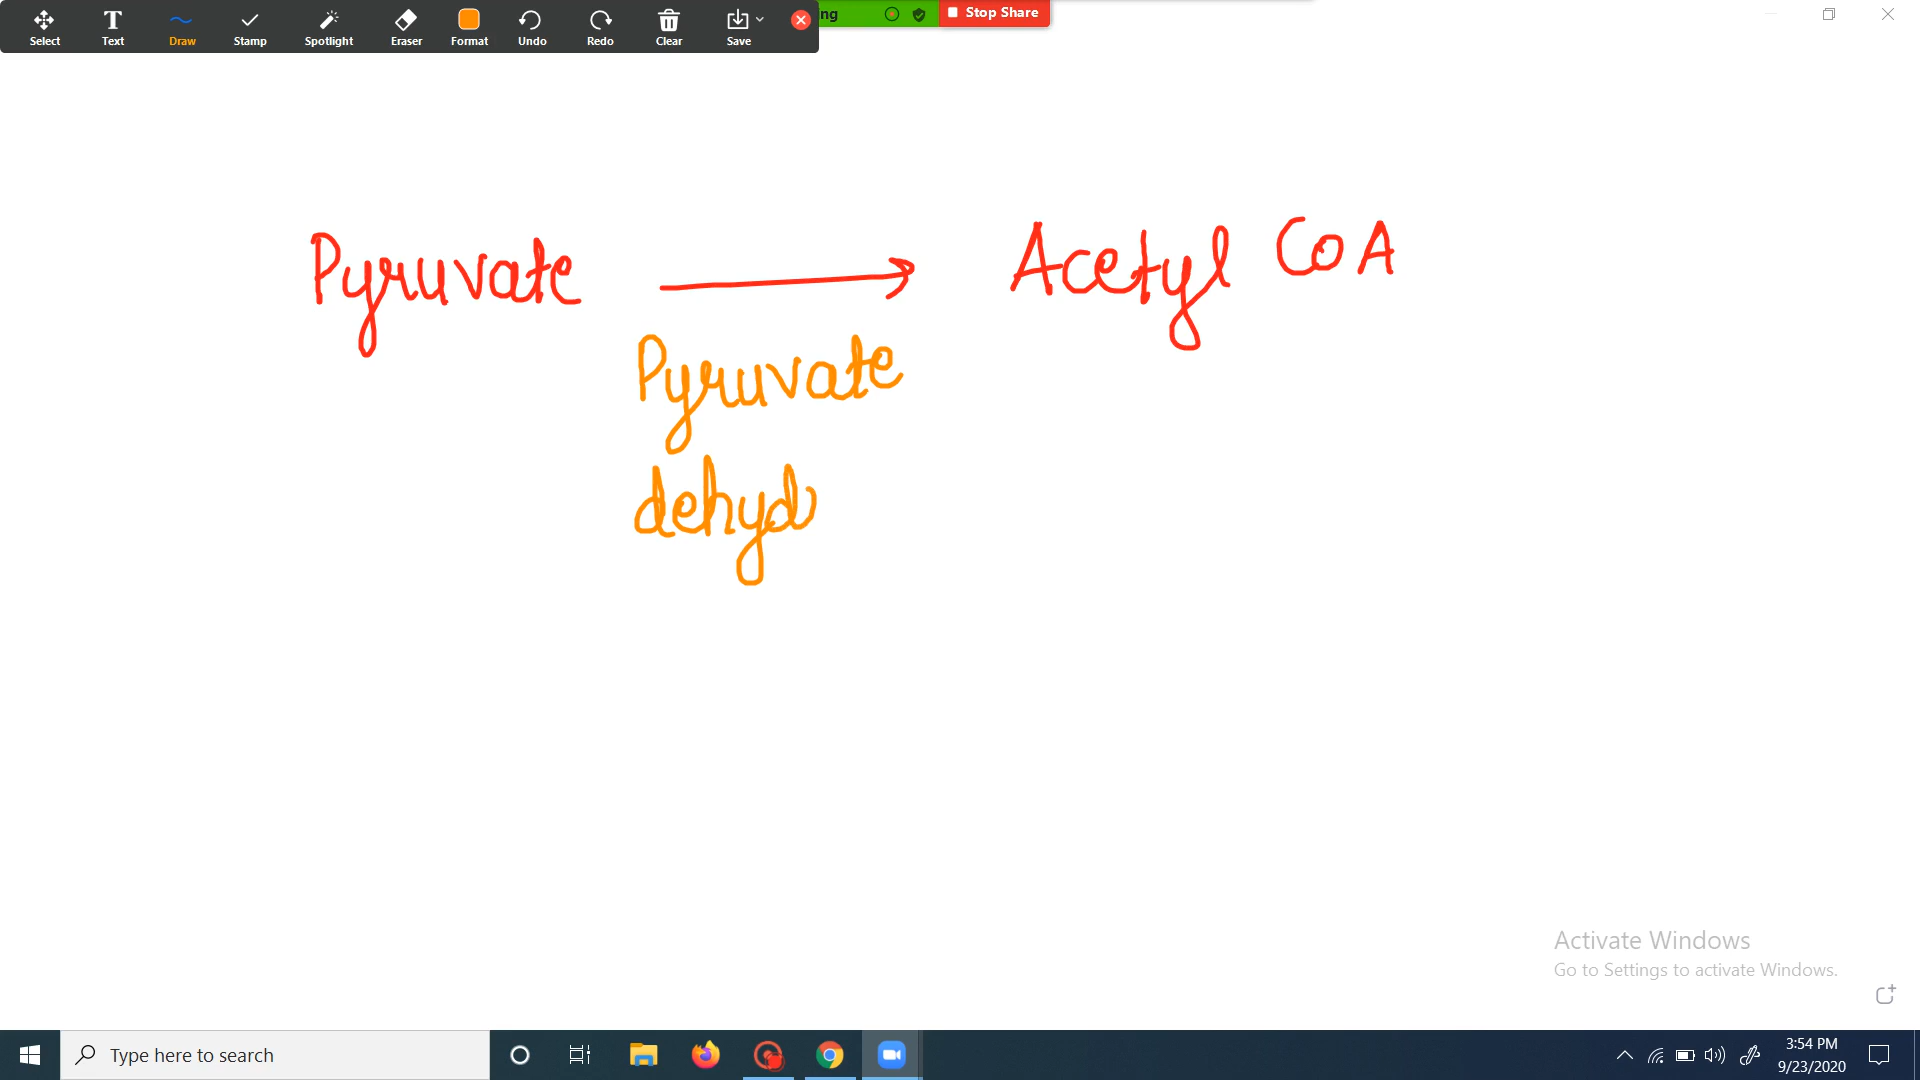 ng Stop Share
Select Text Draw Stamp Spotlight Eraser Format Undo Redo Clear Save
Pyruvate → Acetyl CoA
Pyruvate
dehyd
Activate Windows
Go to Settings to activate Windows.
Type here to search
3:54 PM
9/23/2020